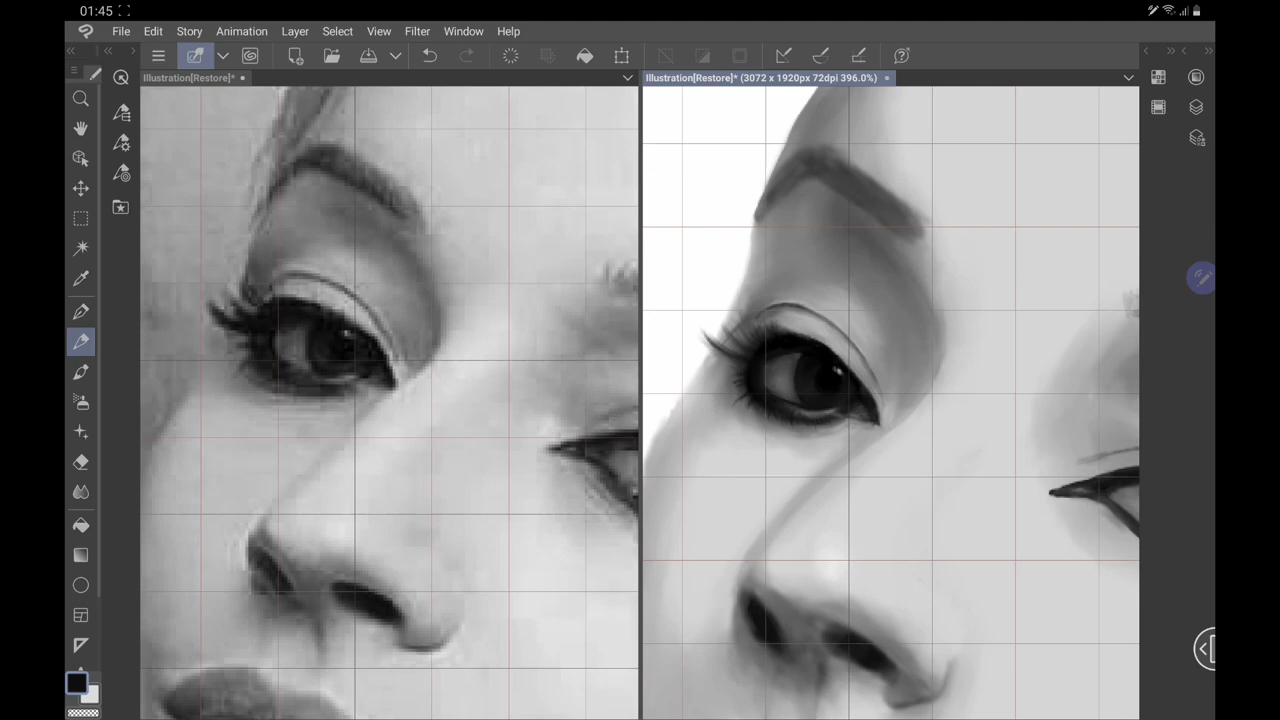 01:45
File Edit Story Animation Layer Select View Filter Window Help
Illustration[Restore]* Illustration[Restore]* (3072 x 1920px 72dpi 396.0%)